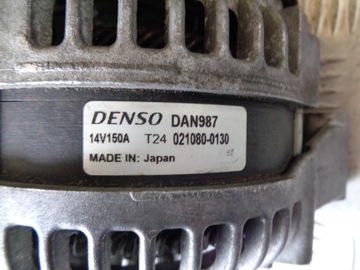 DENSO DAN987
14V150A T24 021080-0130
MADE IN: Japan